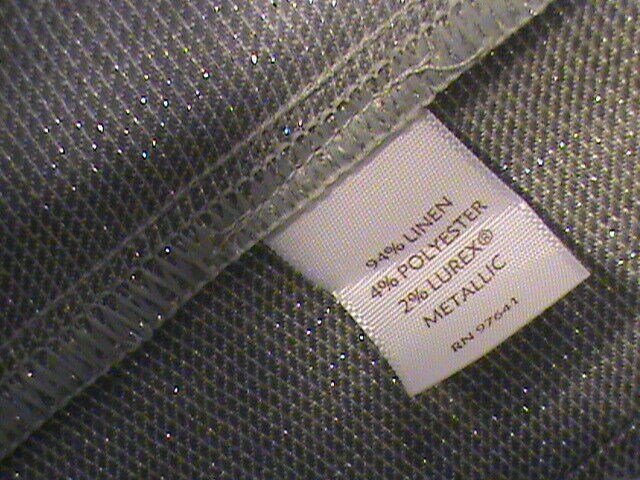 94% LINEN
4% POLYESTER
2% LUREX®
METALLIC
RN 97641